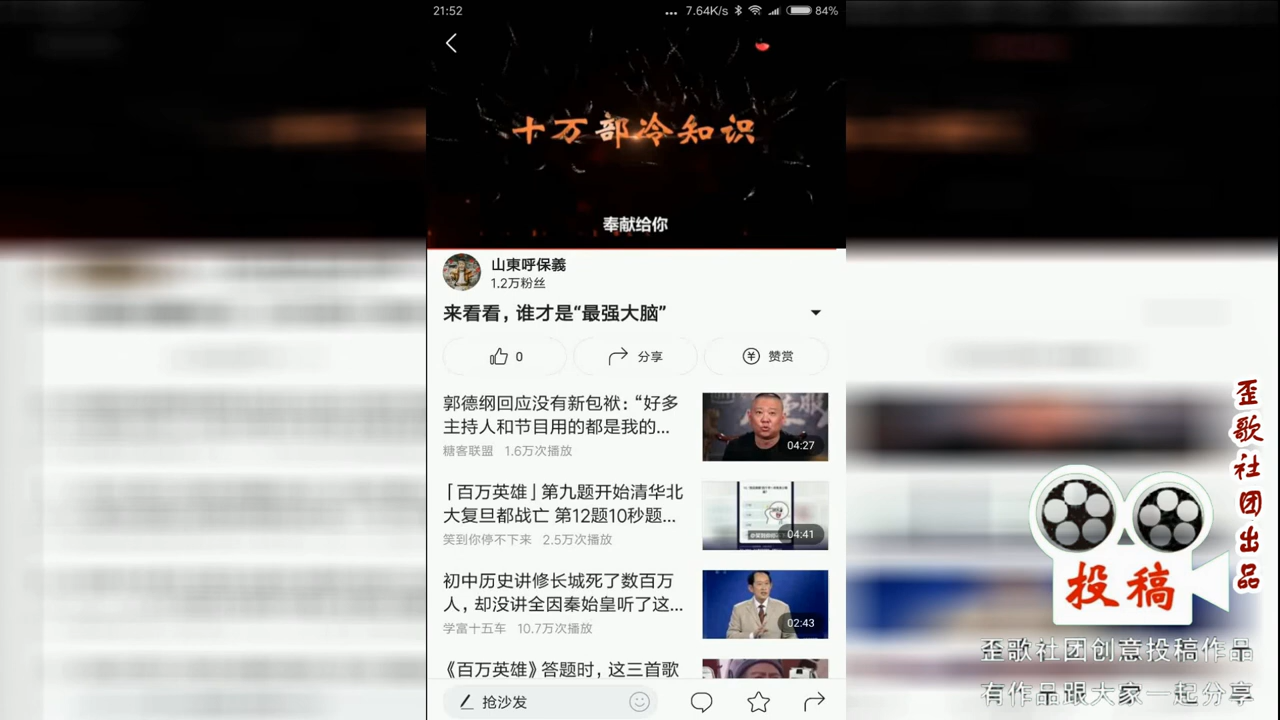 21:52
... 7.64K/s 84%
十万部冷知识
奉献给你
山東呼保義
1.2万粉丝
来看看，谁才是“最强大脑”
0
分享
赞赏
郭德纲回应没有新包袱：“好多
主持人和节目用的都是我的...
糖客联盟 1.6万次播放
04:27
「百万英雄」第九题开始清华北
大复旦都战亡 第12题10秒题...
笑到你停不下来 2.5万次播放
04:41
初中历史讲修长城死了数百万
人，却没讲全因秦始皇听了这...
学富十五车 10.7万次播放
02:43
《百万英雄》答题时，这三首歌
抢沙发
歪歌社团出品
投稿
歪歌社团创意投稿作品
有作品跟大家一起分享